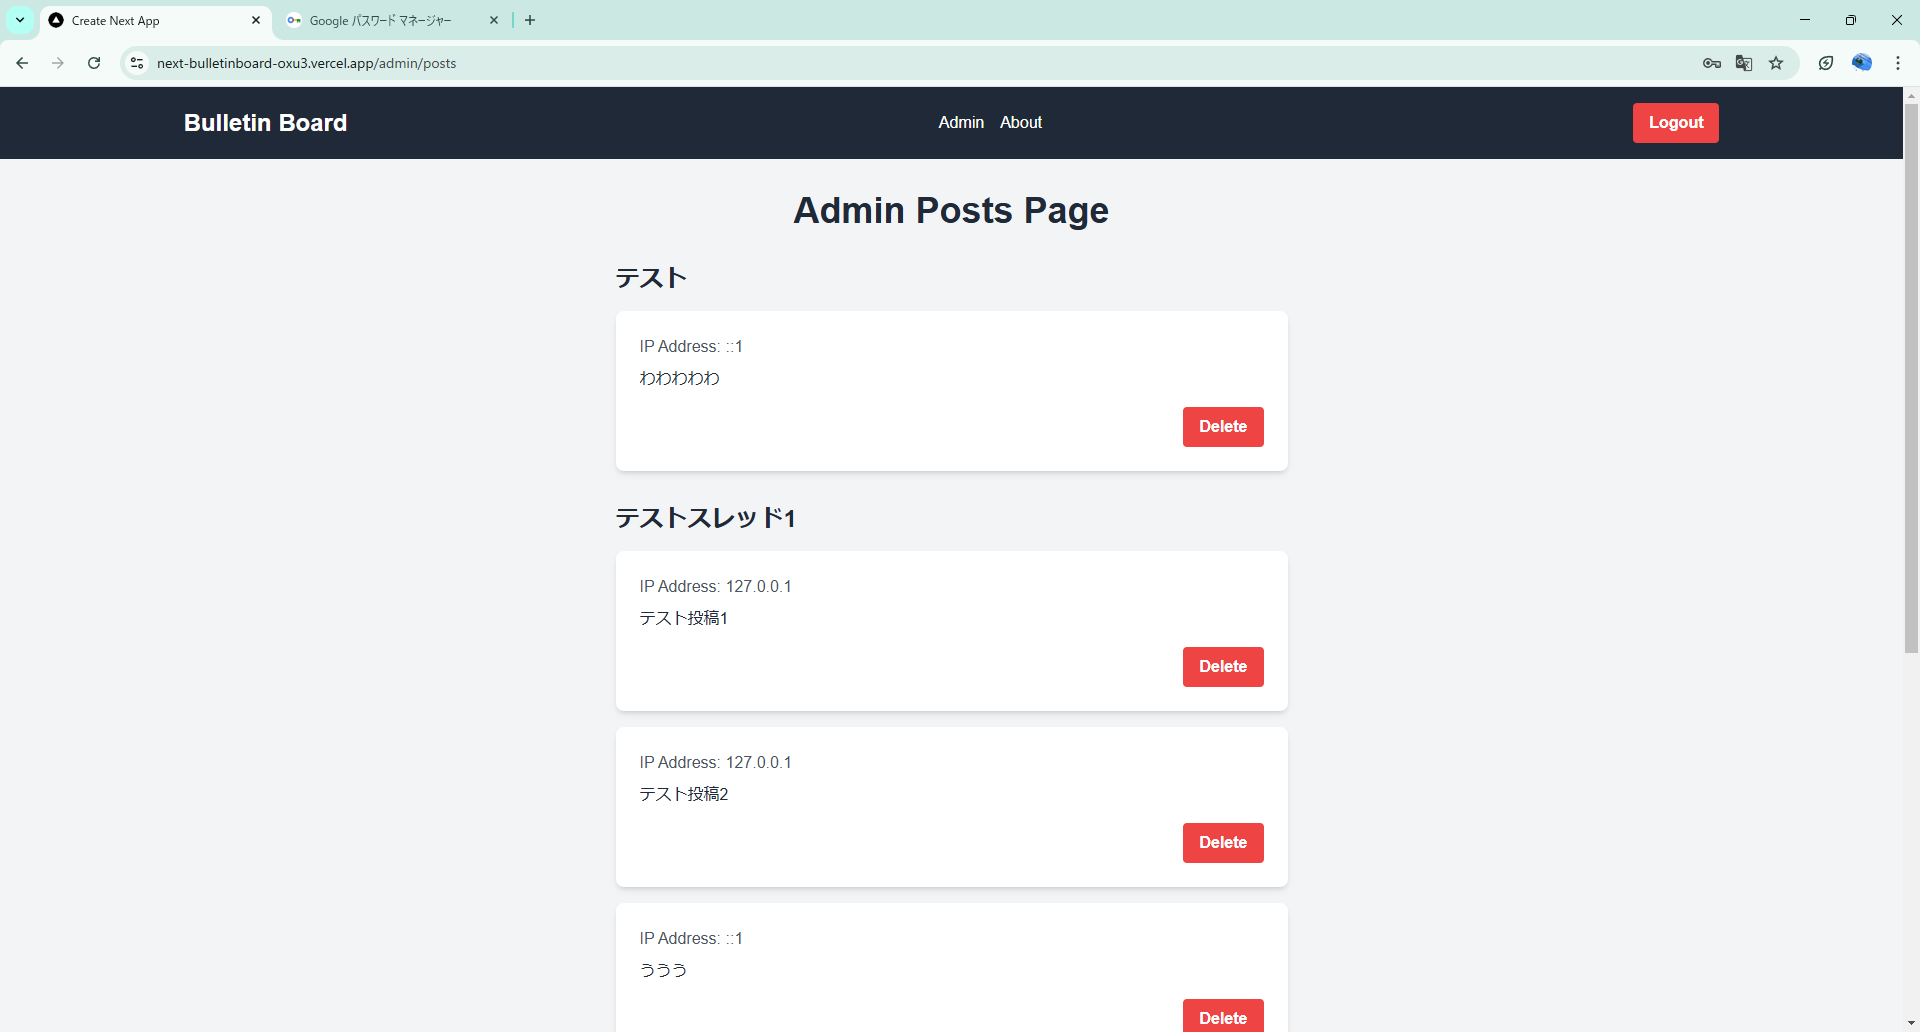 Create Next App
Google パスワード マネージャー
next-bulletinboard-oxu3.vercel.app/admin/posts
Bulletin Board
Admin
About
Logout
Admin Posts Page
テスト
IP Address: ::1
わわわわわ
Delete
テストスレッド1
IP Address: 127.0.0.1
テスト投稿1
Delete
IP Address: 127.0.0.1
テスト投稿2
Delete
IP Address: ::1
ううう
Delete